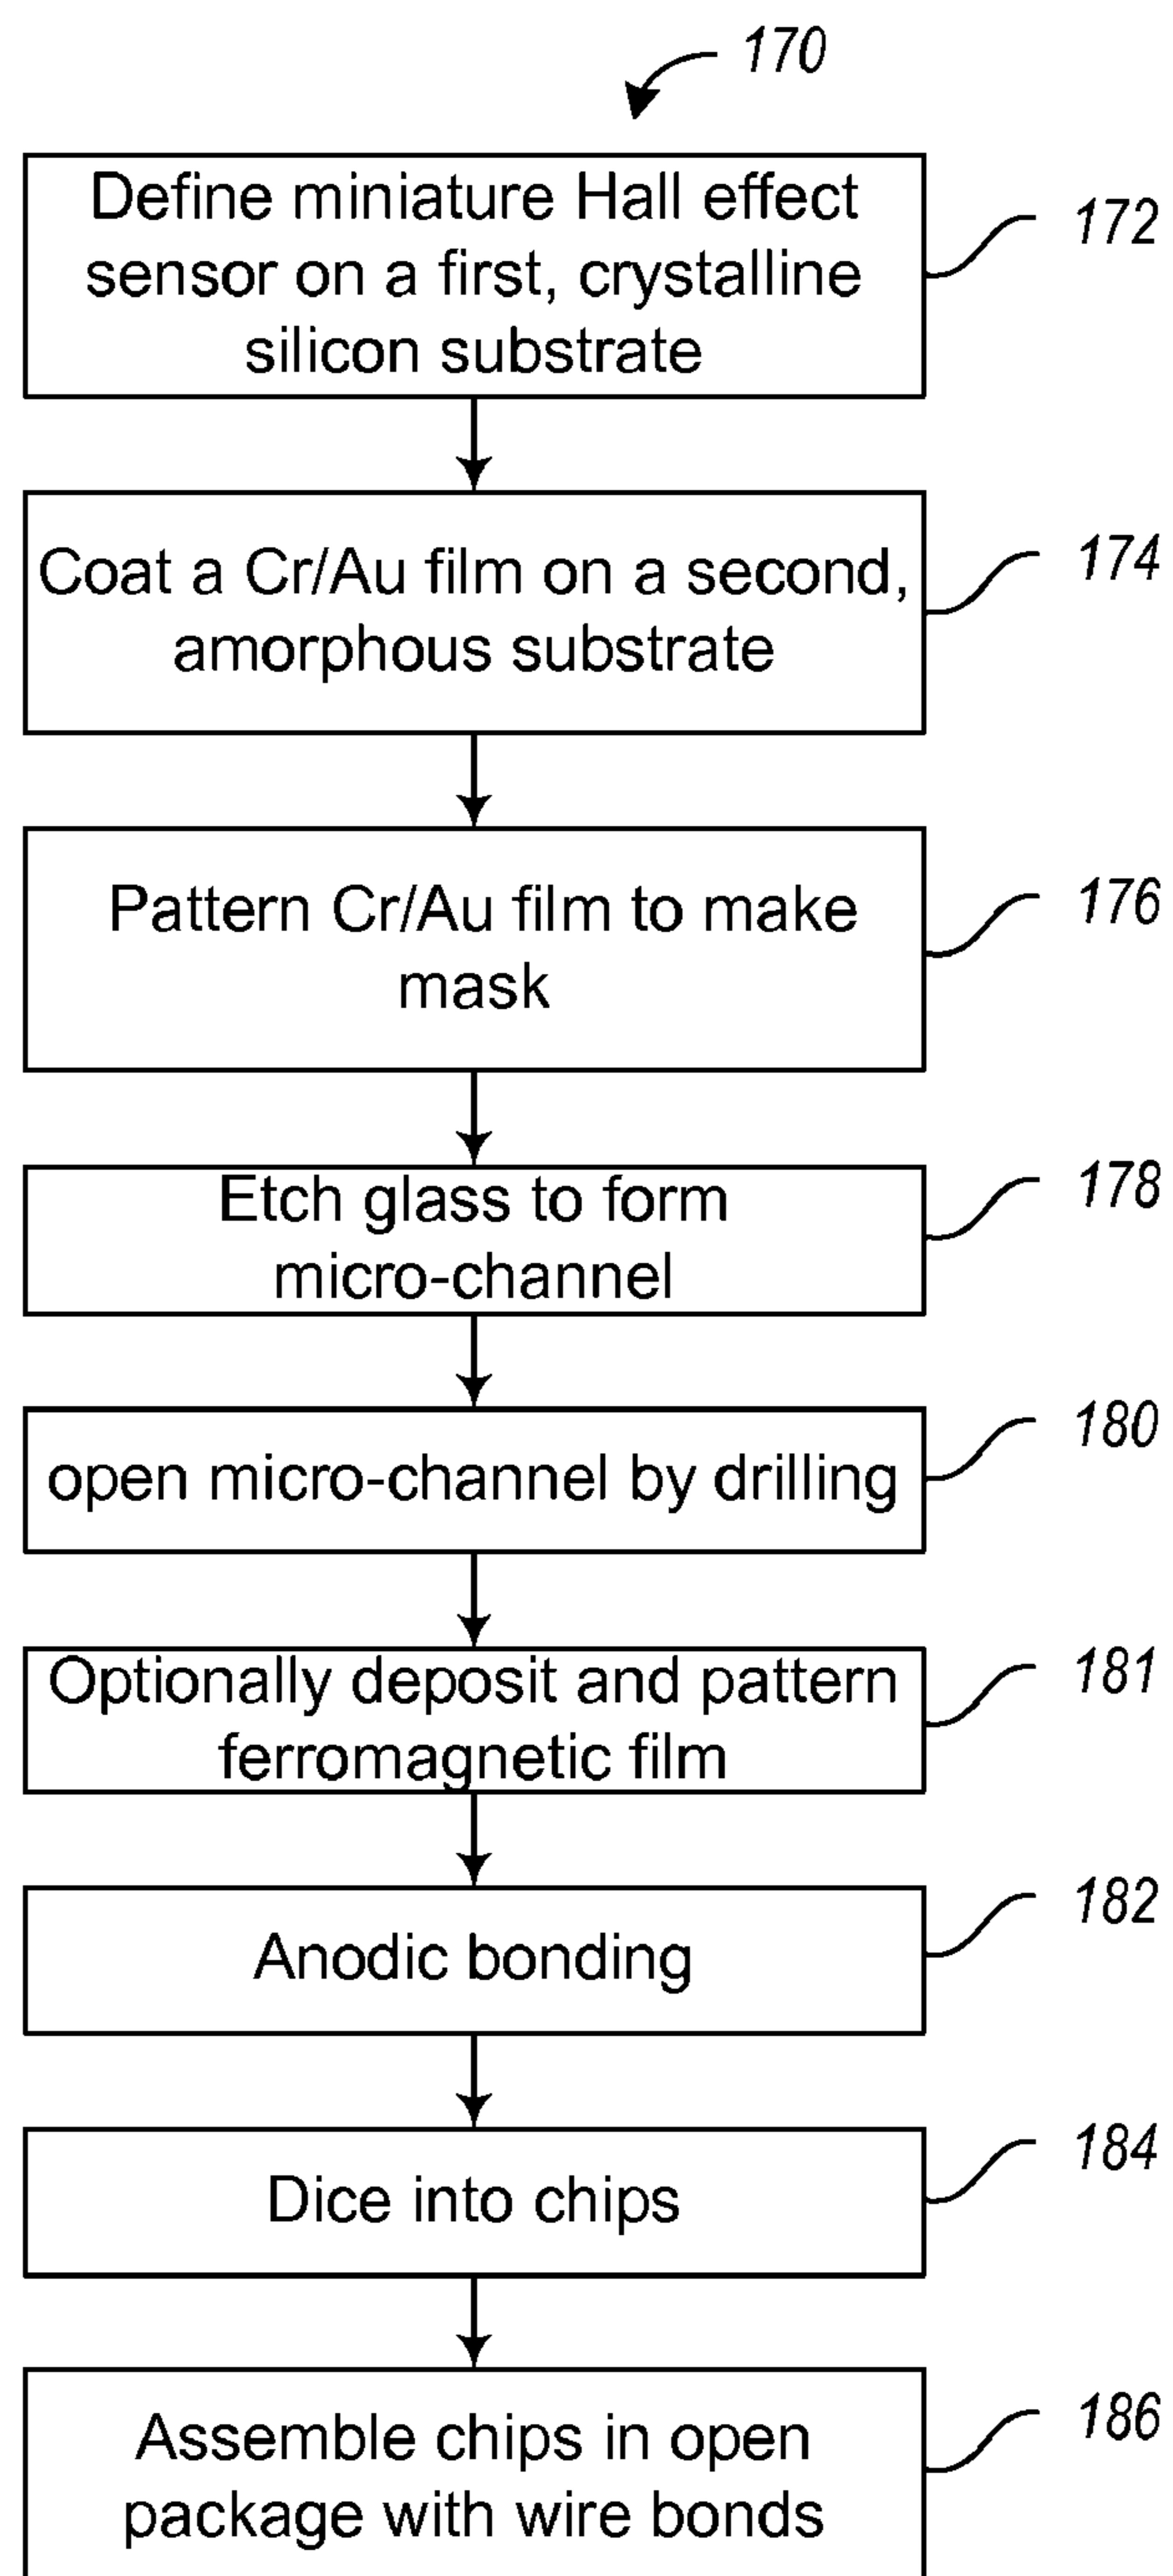 170
Define miniature Hall effect
sensor on a first, crystalline
silicon substrate
172
Coat a Cr/Au film on a second,
amorphous substrate
174
Pattern Cr/Au film to make
mask
176
Etch glass to form
micro-channel
178
open micro-channel by drilling
180
Optionally deposit and pattern
ferromagnetic film
181
Anodic bonding
182
Dice into chips
184
Assemble chips in open
package with wire bonds
186